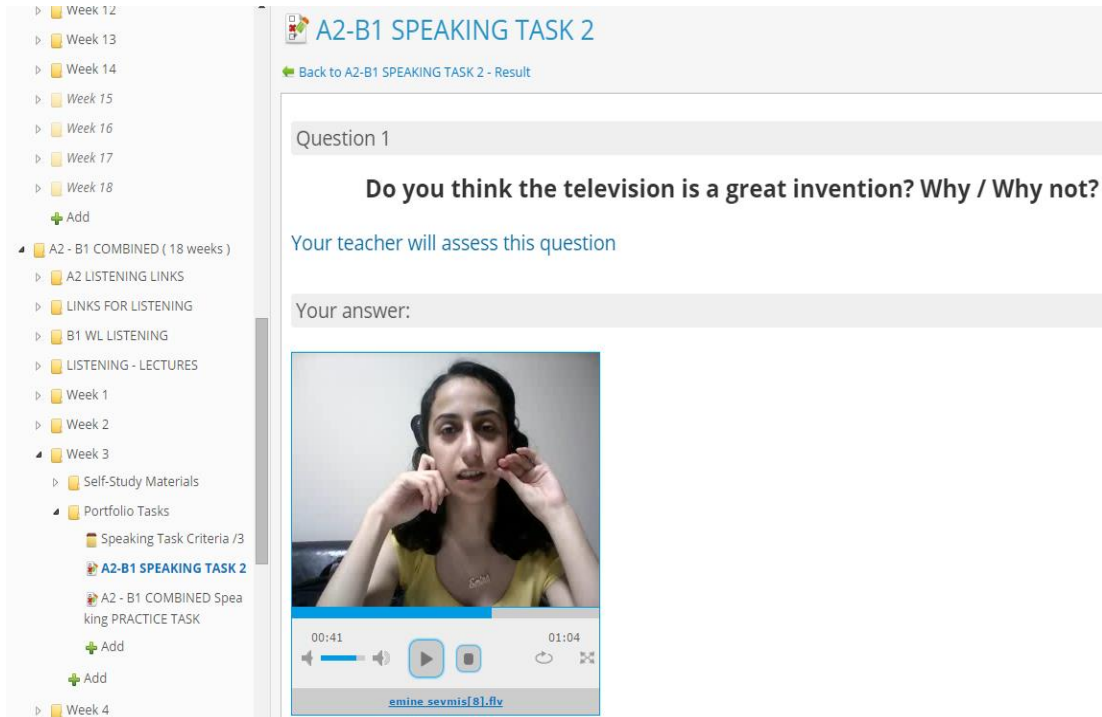 Week 12
Week 13
Week 14
Week 15
Week 16
Week 17
Week 18
Add
A2 - B1 COMBINED ( 18 weeks )
A2 LISTENING LINKS
LINKS FOR LISTENING
B1 WL LISTENING
LISTENING - LECTURES
Week 1
Week 2
Week 3
Self-Study Materials
Portfolio Tasks
Speaking Task Criteria /3
A2-B1 SPEAKING TASK 2
A2 - B1 COMBINED Spea
king PRACTICE TASK
Add
Add
Week 4
A2-B1 SPEAKING TASK 2
Back to A2-B1 SPEAKING TASK 2 - Result
Question 1
Do you think the television is a great invention? Why / Why not?
Your teacher will assess this question
Your answer:
00:41
01:04
emine sevmis[8].flv